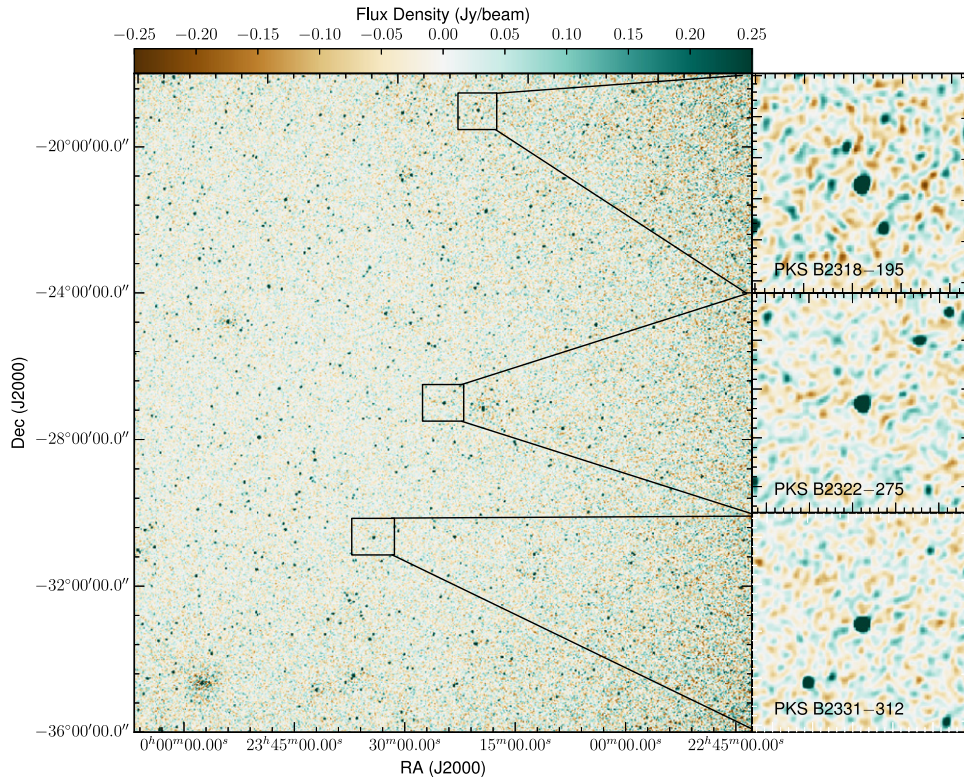 Flux Density (Jy/beam)
−0.25 −0.20 −0.15 −0.10 −0.05 0.00 0.05 0.10 0.15 0.20 0.25
−20°00′00.0″
−24°00′00.0″
−28°00′00.0″
−32°00′00.0″
−36°00′00.0″
Dec (J2000)
PKS B2318−195
PKS B2322−275
PKS B2331−312
0ʰ00ᵐ00.00ˢ 23ʰ45ᵐ00.00ˢ 30ᵐ00.00ˢ 15ᵐ00.00ˢ 00ᵐ00.00ˢ 22ʰ45ᵐ00.00ˢ
RA (J2000)